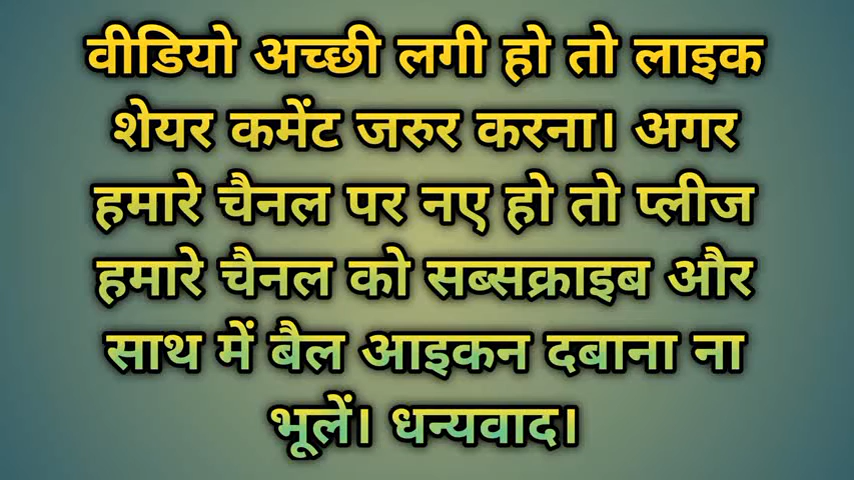 वीडियो अच्छी लगी हो तो लाइक
शेयर कमेंट जरुर करना। अगर
हमारे चैनल पर नए हो तो प्लीज
हमारे चैनल को सब्सक्राइब और
साथ में बैल आइकन दबाना ना
भूलें। धन्यवाद।